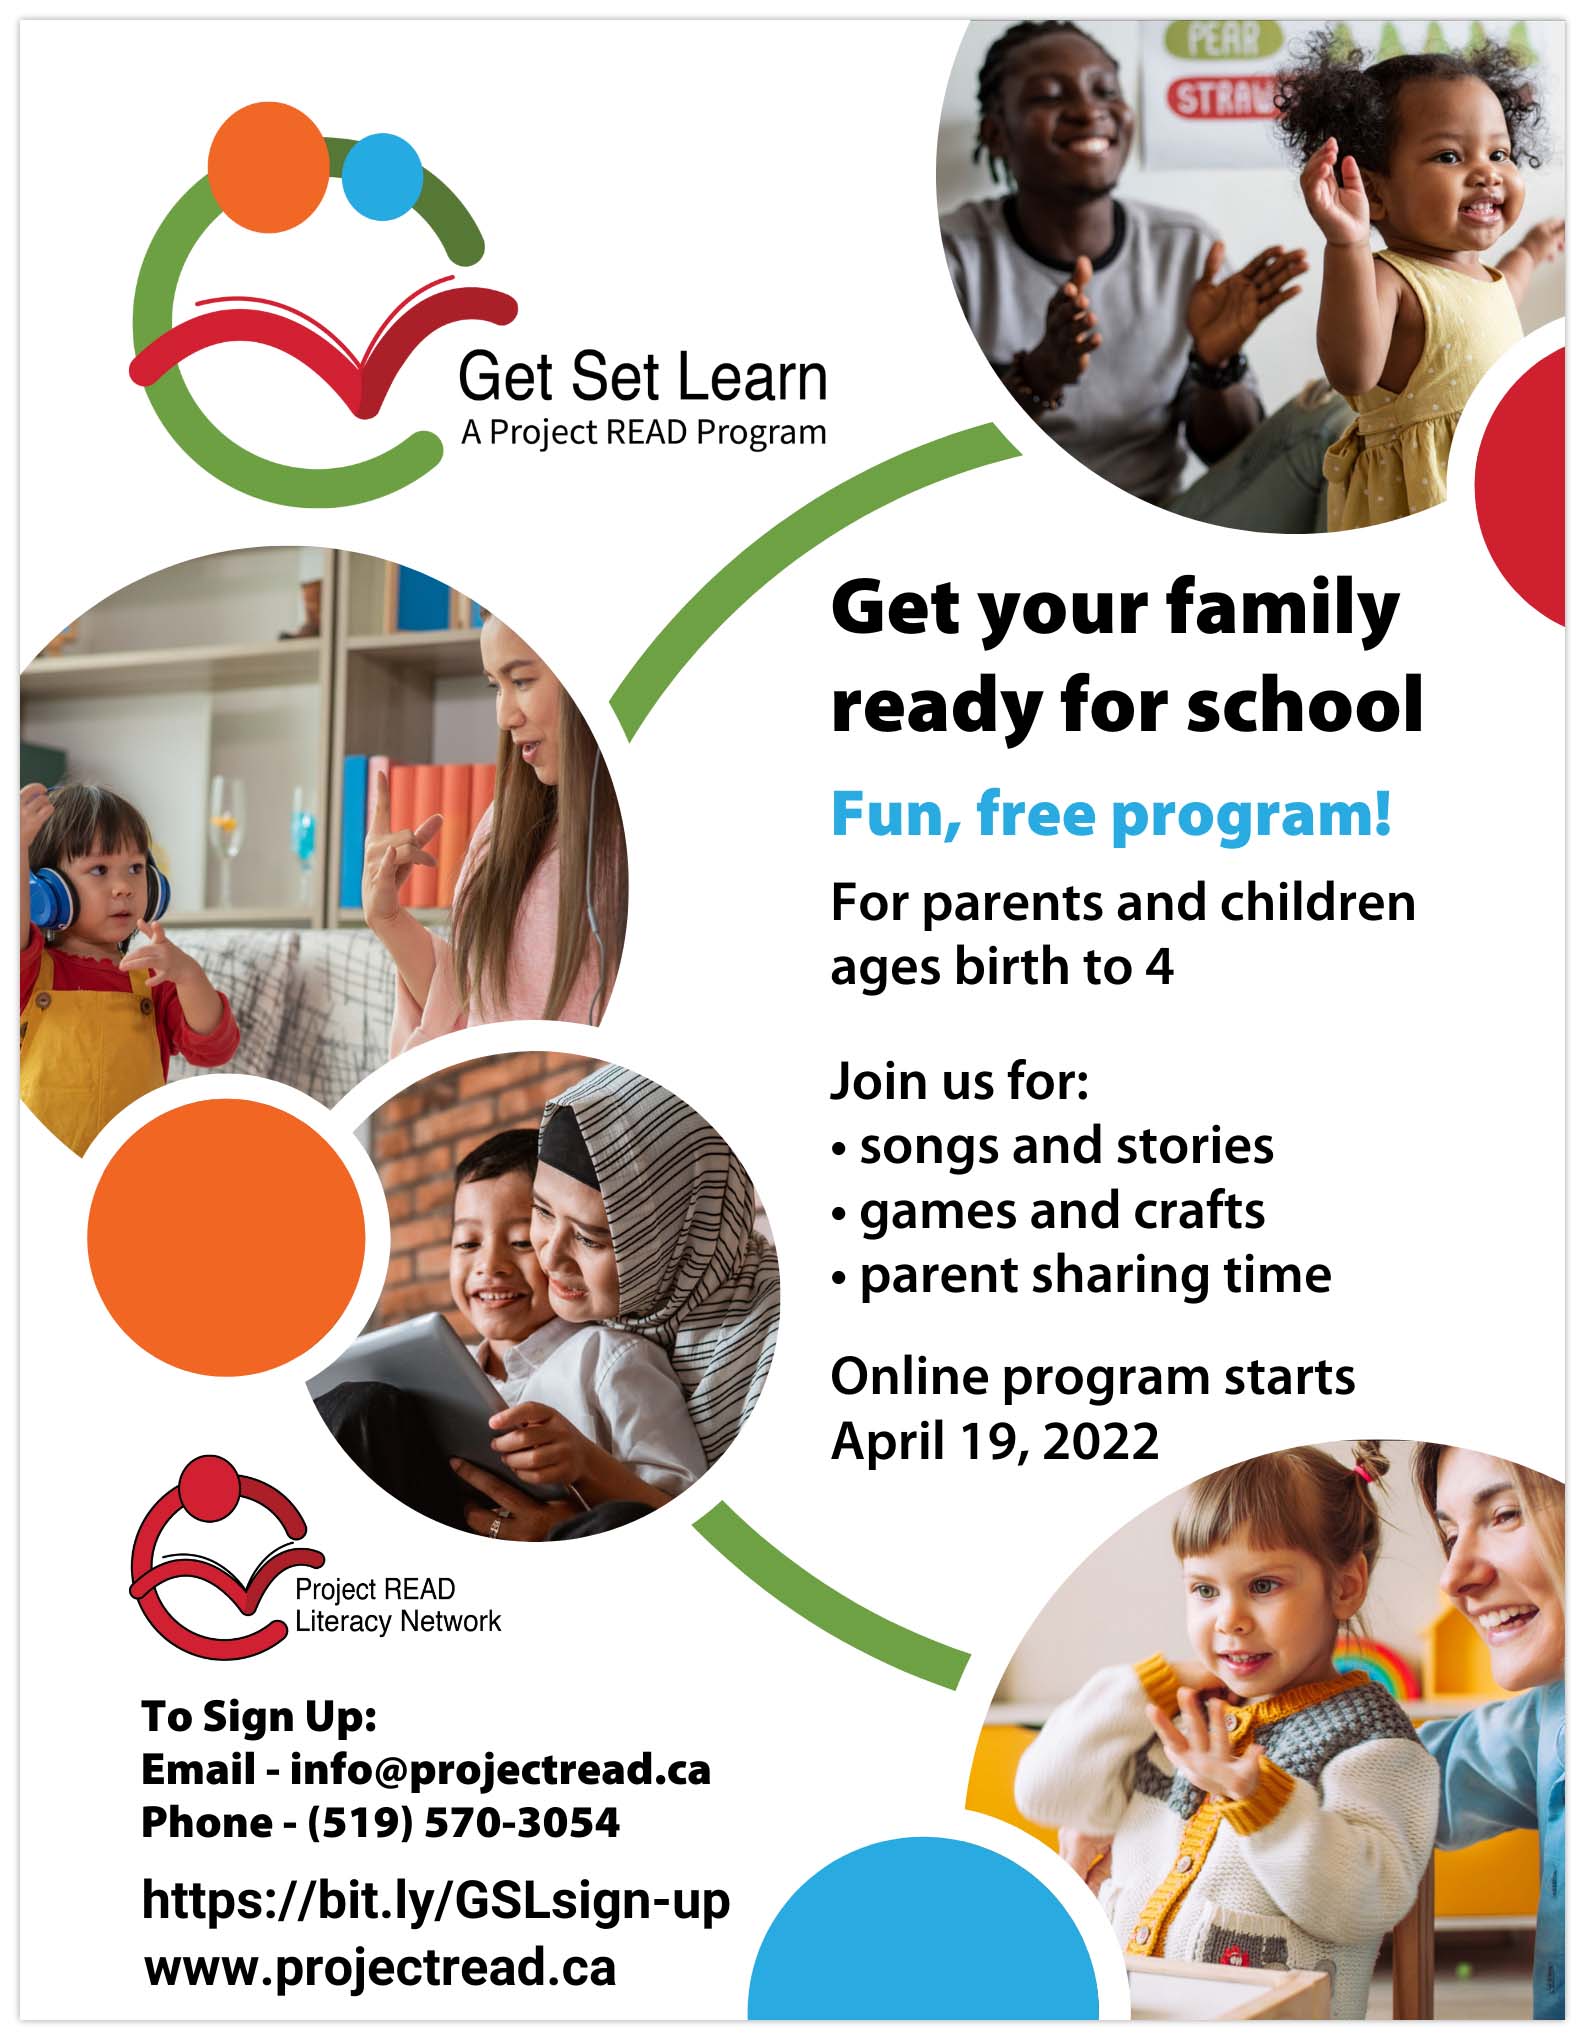 PEAR
Get Set Learn
A Project READ Program
Get your family
ready for school
Fun, free program!
For parents and children
ages birth to 4
Join us for:
• songs and stories
• games and crafts
• parent sharing time
Online program starts
April 19, 2022
Project READ
Literacy Network
To Sign Up:
Email - info@projectread.ca
Phone - (519) 570-3054
https://bit.ly/GSLsign-up
www.projectread.ca